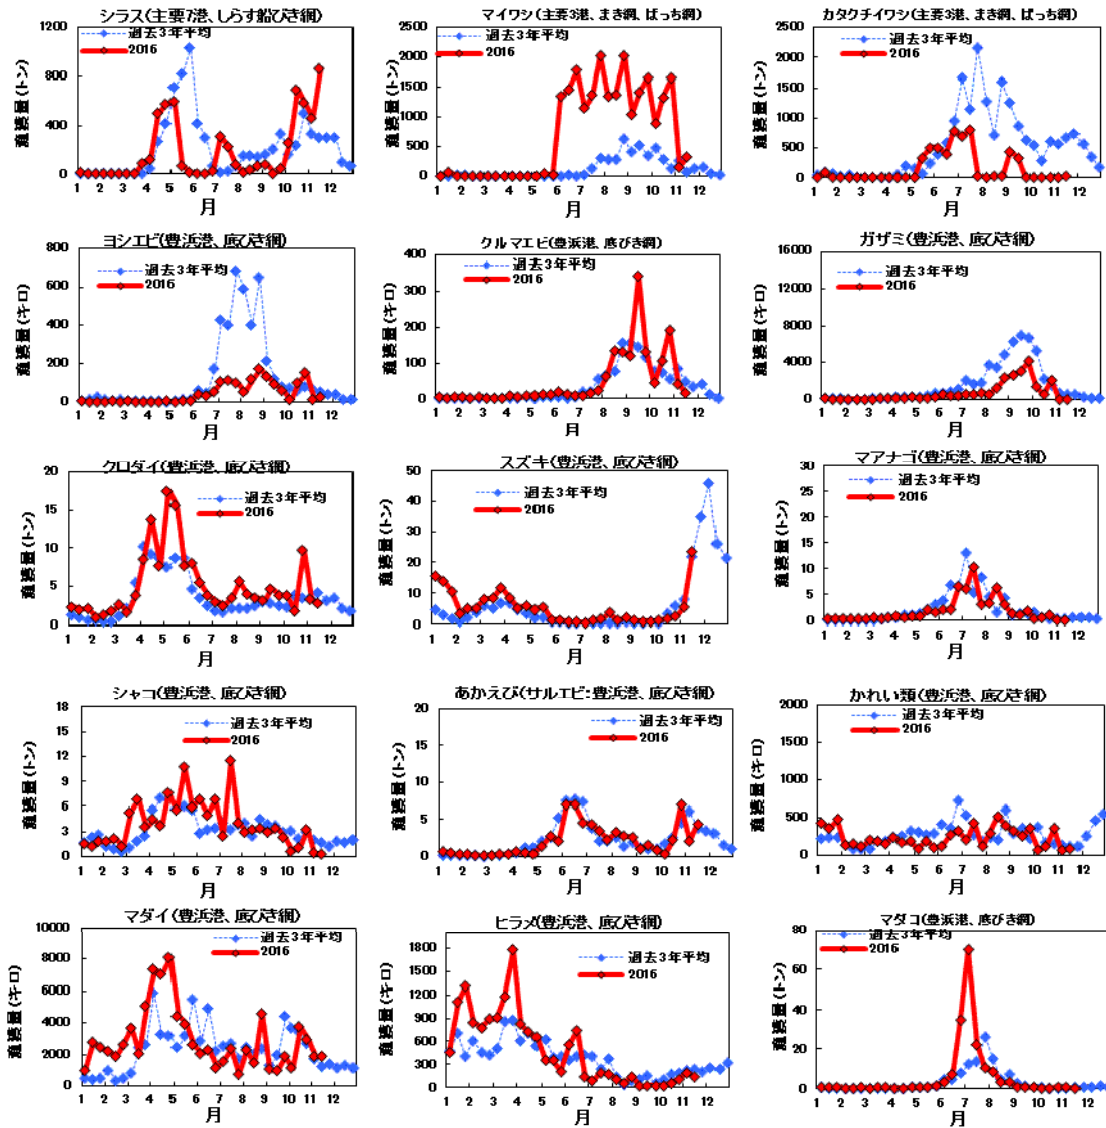 シラス(主要7港、しらす船びき網)
過去3年平均
2016
漁獲量(トン)
1200
800
400
0
1 2 3 4 5 6 7 8 9 10 11 12
月
マイワシ(主要3港、まき網、ばっち網)
過去3年平均
2016
漁獲量(トン)
2500
2000
1500
1000
500
0
1 2 3 4 5 6 7 8 9 10 11 12
月
カタクチイワシ(主要3港、まき網、ばっち網)
過去3年平均
2016
漁獲量(トン)
2500
2000
1500
1000
500
0
1 2 3 4 5 6 7 8 9 10 11 12
月
ヨシエビ(豊浜港、底びき網)
過去3年平均
2016
漁獲量(キロ)
800
600
400
200
0
1 2 3 4 5 6 7 8 9 10 11 12
月
クルマエビ(豊浜港、底びき網)
過去3年平均
2016
漁獲量(キロ)
400
300
200
100
0
1 2 3 4 5 6 7 8 9 10 11 12
月
ガザミ(豊浜港、底びき網)
過去3年平均
2016
漁獲量(キロ)
16000
12000
8000
4000
0
1 2 3 4 5 6 7 8 9 10 11 12
月
クロダイ(豊浜港、底びき網)
過去3年平均
2016
漁獲量(トン)
20
15
10
5
0
1 2 3 4 5 6 7 8 9 10 11 12
月
スズキ(豊浜港、底びき網)
過去3年平均
2016
漁獲量(トン)
50
40
30
20
10
0
1 2 3 4 5 6 7 8 9 10 11 12
月
マアナゴ(豊浜港、底びき網)
過去3年平均
2016
漁獲量(トン)
30
25
20
15
10
5
0
1 2 3 4 5 6 7 8 9 10 11 12
月
シャコ(豊浜港、底びき網)
過去3年平均
2016
漁獲量(トン)
18
15
12
9
6
3
0
1 2 3 4 5 6 7 8 9 10 11 12
月
あかえび(サルエビ:豊浜港、底びき網)
過去3年平均
2016
漁獲量(トン)
20
15
10
5
0
1 2 3 4 5 6 7 8 9 10 11 12
月
かれい類(豊浜港、底びき網)
過去3年平均
2016
漁獲量(キロ)
2000
1500
1000
500
0
1 2 3 4 5 6 7 8 9 10 11 12
月
マダイ(豊浜港、底びき網)
過去3年平均
2016
漁獲量(キロ)
10000
8000
6000
4000
2000
0
1 2 3 4 5 6 7 8 9 10 11 12
月
ヒラメ(豊浜港、底びき網)
過去3年平均
2016
漁獲量(キロ)
1800
1500
1200
900
600
300
0
1 2 3 4 5 6 7 8 9 10 11 12
月
マダコ(豊浜港、底びき網)
過去3年平均
2016
漁獲量(トン)
80
60
40
20
0
1 2 3 4 5 6 7 8 9 10 11 12
月